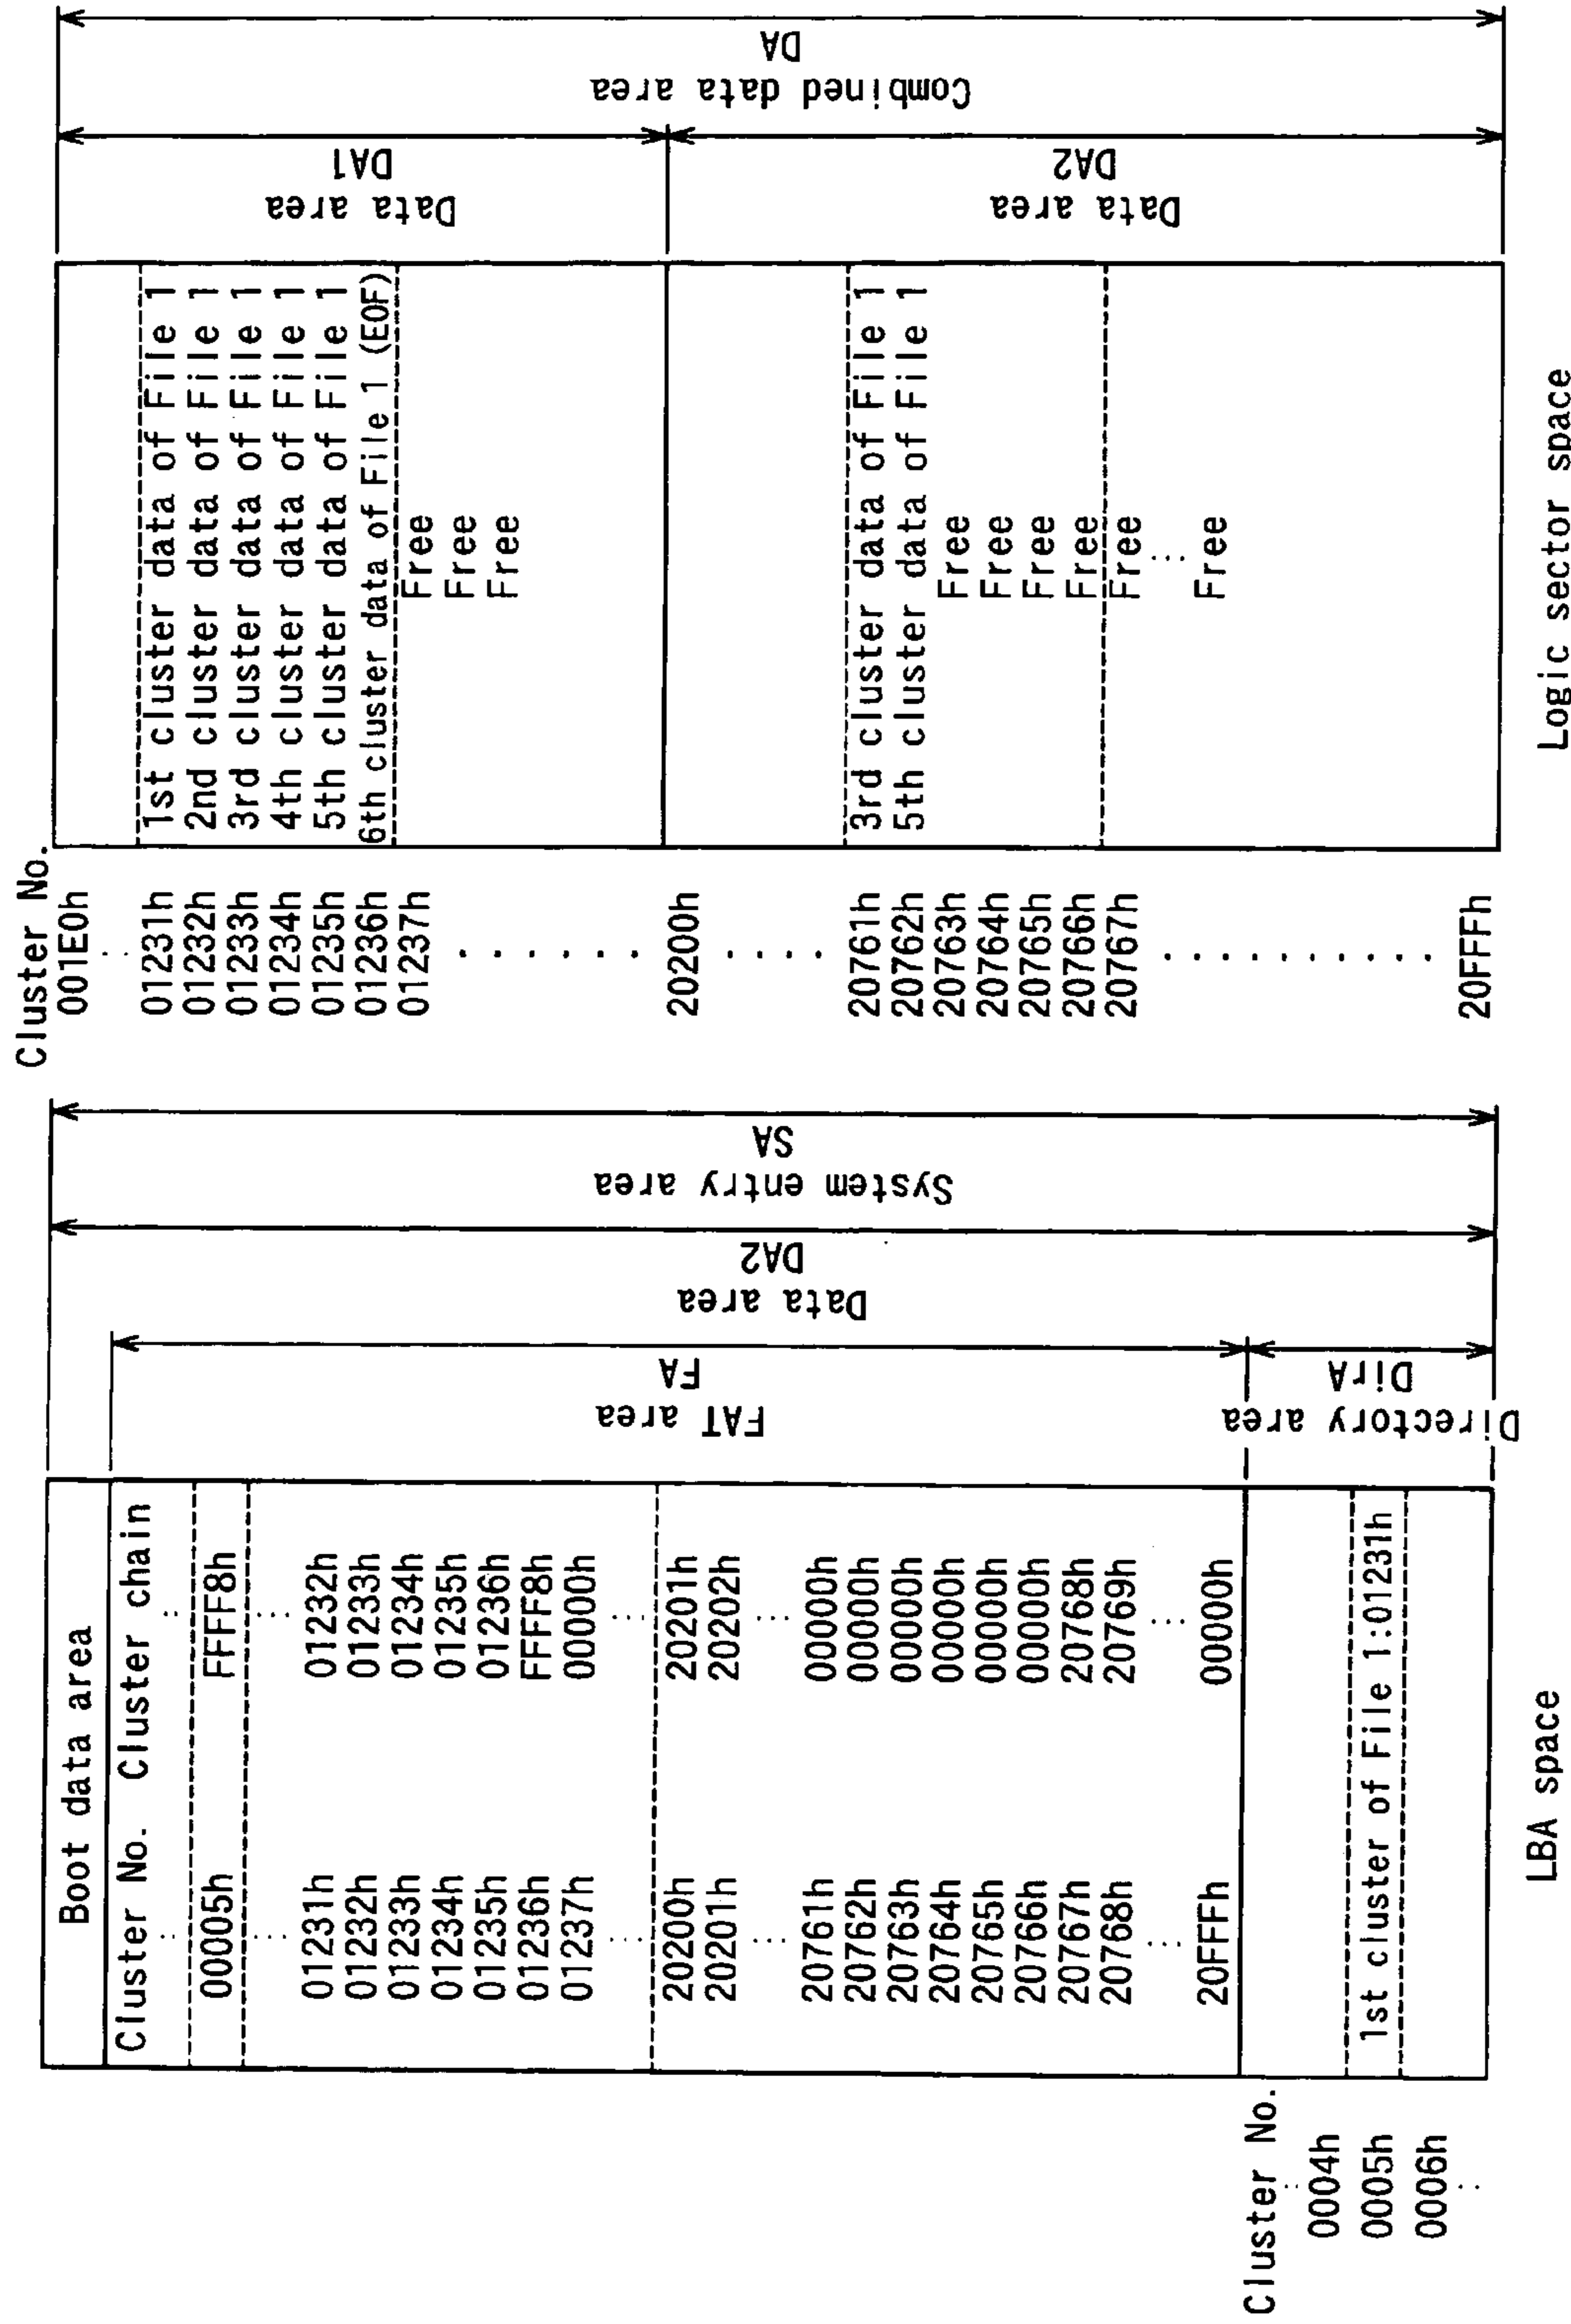 Boot data area
Cluster No. Cluster chain
... ...
00005h FFFF8h
... ...
01231h 01232h
01232h 01233h
01233h 01234h
01234h 01235h
01235h 01236h
01236h FFFF8h
01237h 00000h
... ...
20200h 20201h
20201h 20202h
... ...
20761h 00000h
20762h 00000h
20763h 00000h
20764h 00000h
20765h 00000h
20766h 00000h
20767h 20768h
20768h 20769h
... ...
20FFFh 00000h
Cluster No.
...
0004h
0005h 1st cluster of File 1:01231h
0006h
...
FAT area
FA
Directory area
DirA
Data area
DA2
System entry area
SA
LBA space
Cluster No.
001E0h
...
01231h 1st cluster data of File 1
01232h 2nd cluster data of File 1
01233h 3rd cluster data of File 1
01234h 4th cluster data of File 1
01235h 5th cluster data of File 1
01236h 6th cluster data of File 1 (EOF)
01237h Free
Free
Free
......
20200h
....
20761h 3rd cluster data of File 1
20762h 5th cluster data of File 1
20763h Free
20764h Free
20765h Free
20766h Free
20767h Free
...
Free
..........
20FFFh
Data area
DA1
Data area
DA2
Combined data area
DA
Logic sector space